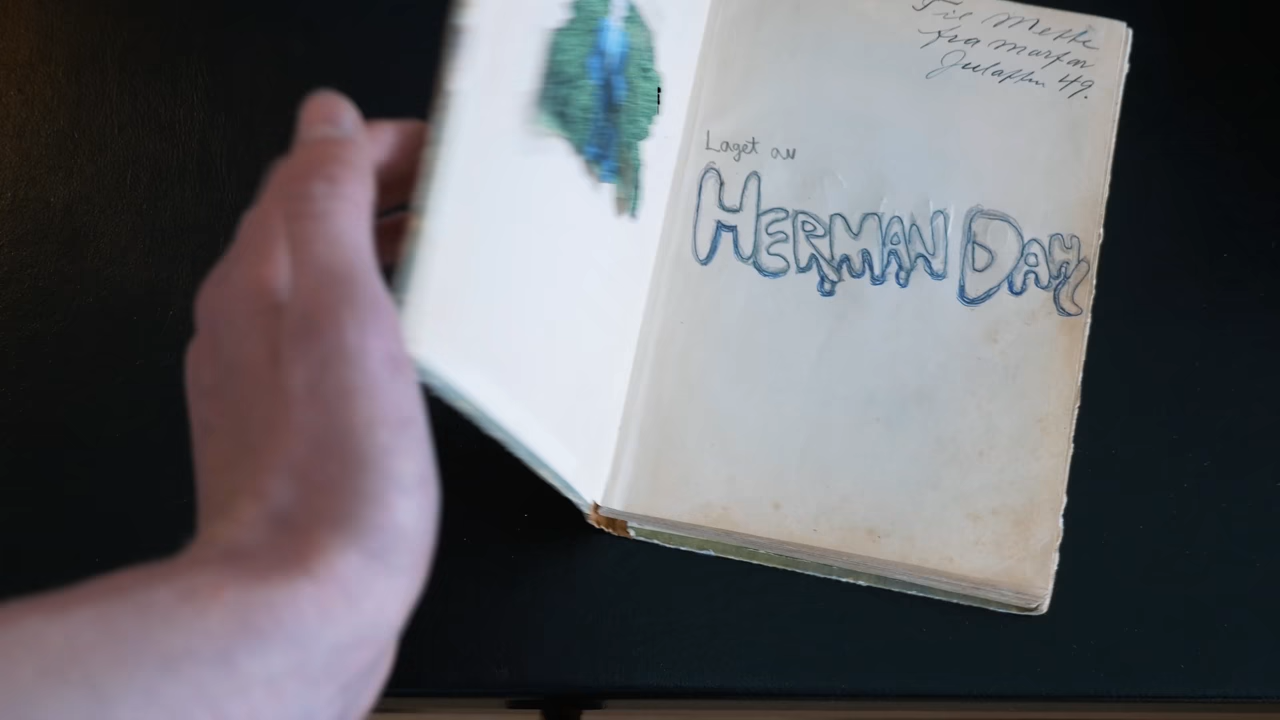 Til Mette
fra morfar
Julaften 49.
Laget av
HERMAN DAHL